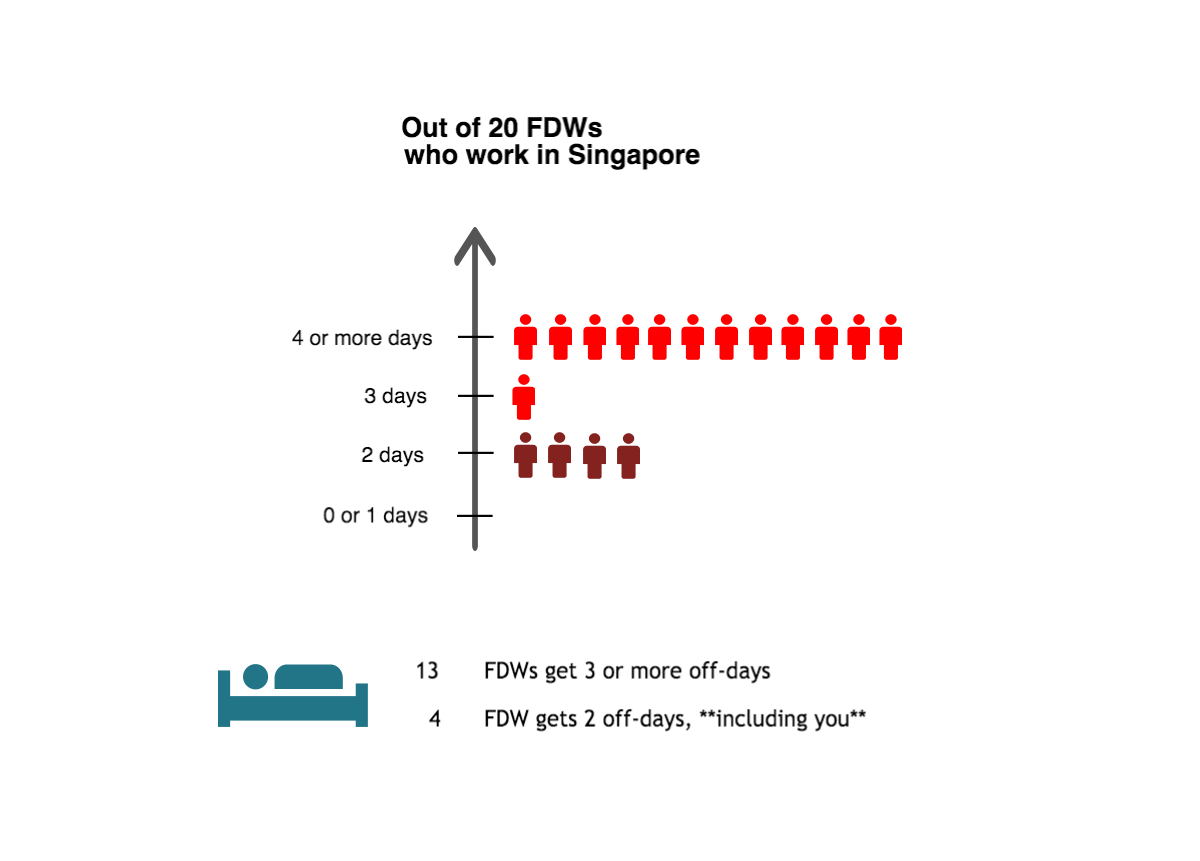 Out of 20 FDWs
who work in Singapore
4 or more days
3 days
2 days
0 or 1 days
13 FDWs get 3 or more off-days
4 FDW gets 2 off-days, **including you**